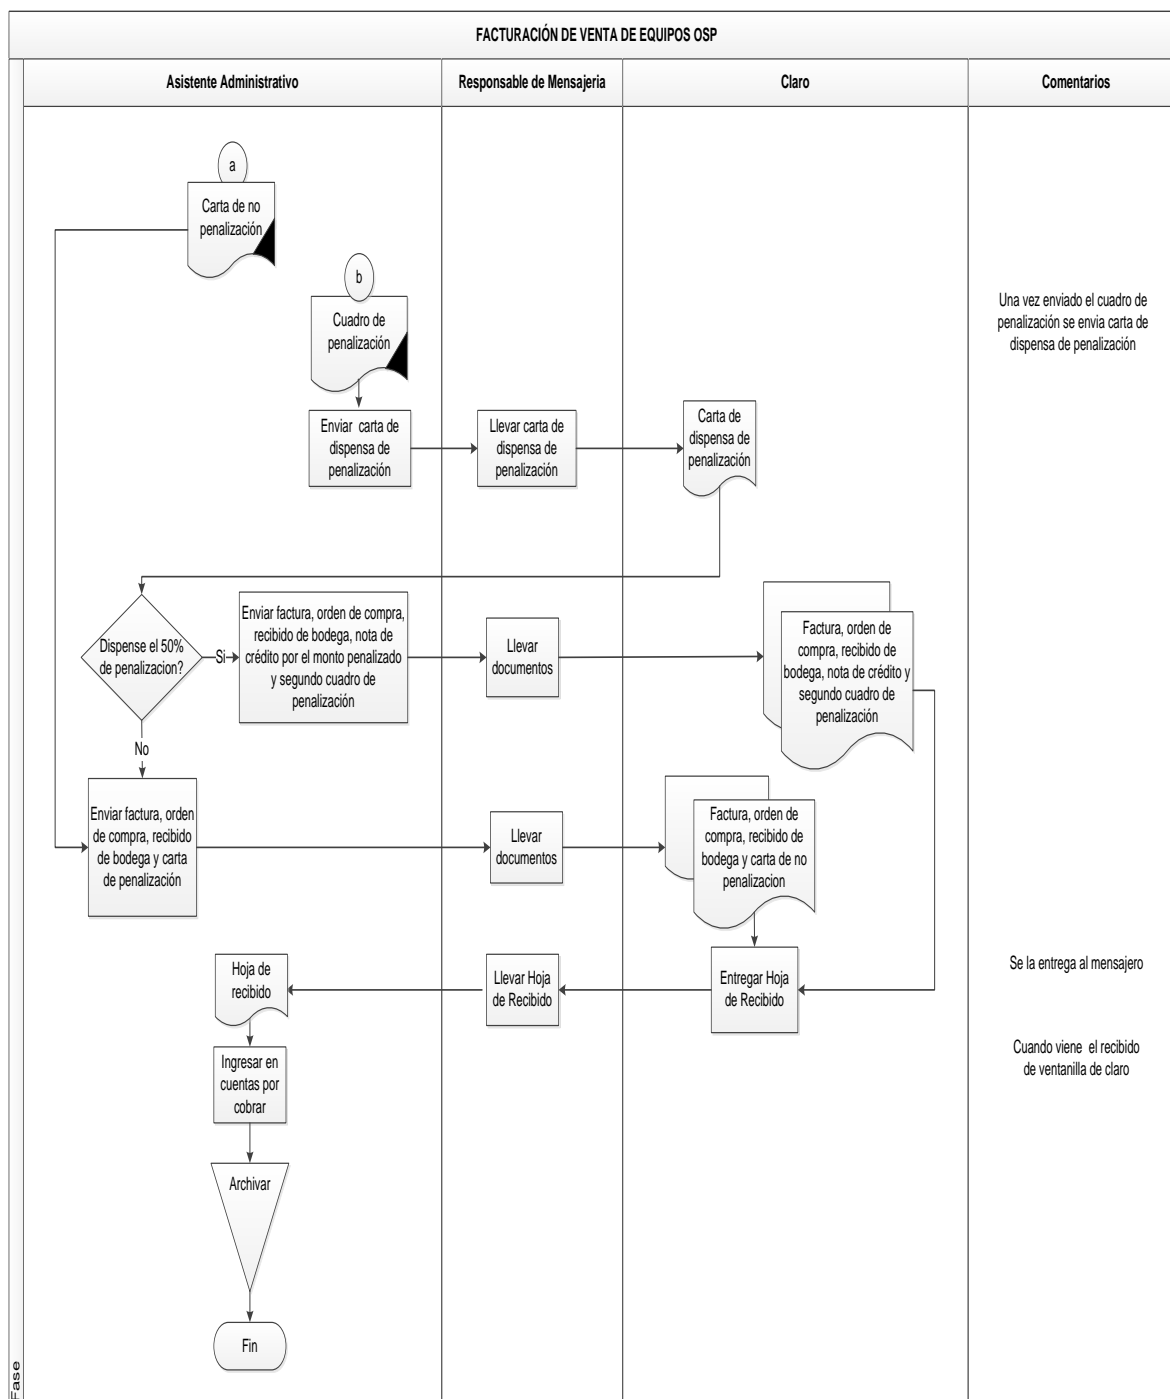 FACTURACIÓN DE VENTA DE EQUIPOS OSP
Asistente Administrativo
Responsable de Mensajeria
Claro
Comentarios
a
Carta de no
penalización
b
Cuadro de
penalización
Una vez enviado el cuadro de
penalización se envia carta de
dispensa de penalización
Enviar carta de
dispensa de
penalización
Llevar carta de
dispensa de
penalización
Carta de
dispensa de
penalización
Dispense el 50%
de penalizacion?
Si
Enviar factura, orden de compra,
recibido de bodega, nota de
crédito por el monto penalizado
y segundo cuadro de
penalización
Llevar
documentos
Factura, orden de
compra, recibido de
bodega, nota de crédito y
segundo cuadro de
penalización
No
Enviar factura, orden
de compra, recibido
de bodega y carta
de penalización
Llevar
documentos
Factura, orden de
compra, recibido de
bodega y carta de no
penalizacion
Hoja de
recibido
Llevar Hoja
de Recibido
Entregar Hoja
de Recibido
Se la entrega al mensajero
Ingresar en
cuentas por
cobrar
Cuando viene el recibido
de ventanilla de claro
Archivar
Fin
Fase